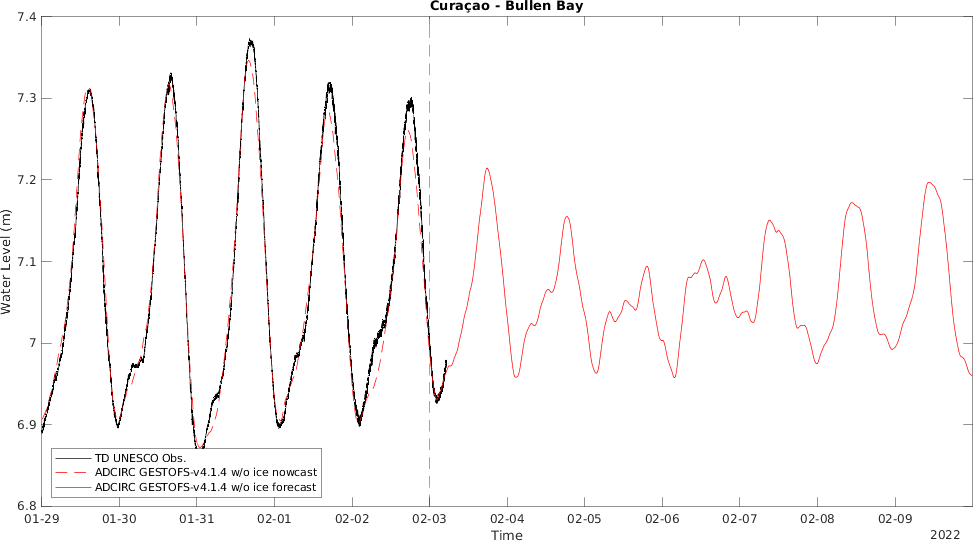 Curaçao - Bullen Bay
7.4
7.3
7.2
7.1
7
6.9
6.8
Water Level (m)
TD UNESCO Obs.
ADCIRC GESTOFS-v4.1.4 w/o ice nowcast
ADCIRC GESTOFS-v4.1.4 w/o ice forecast
01-29 01-30 01-31 02-01 02-02 02-03 02-04 02-05 02-06 02-07 02-08 02-09
Time
2022